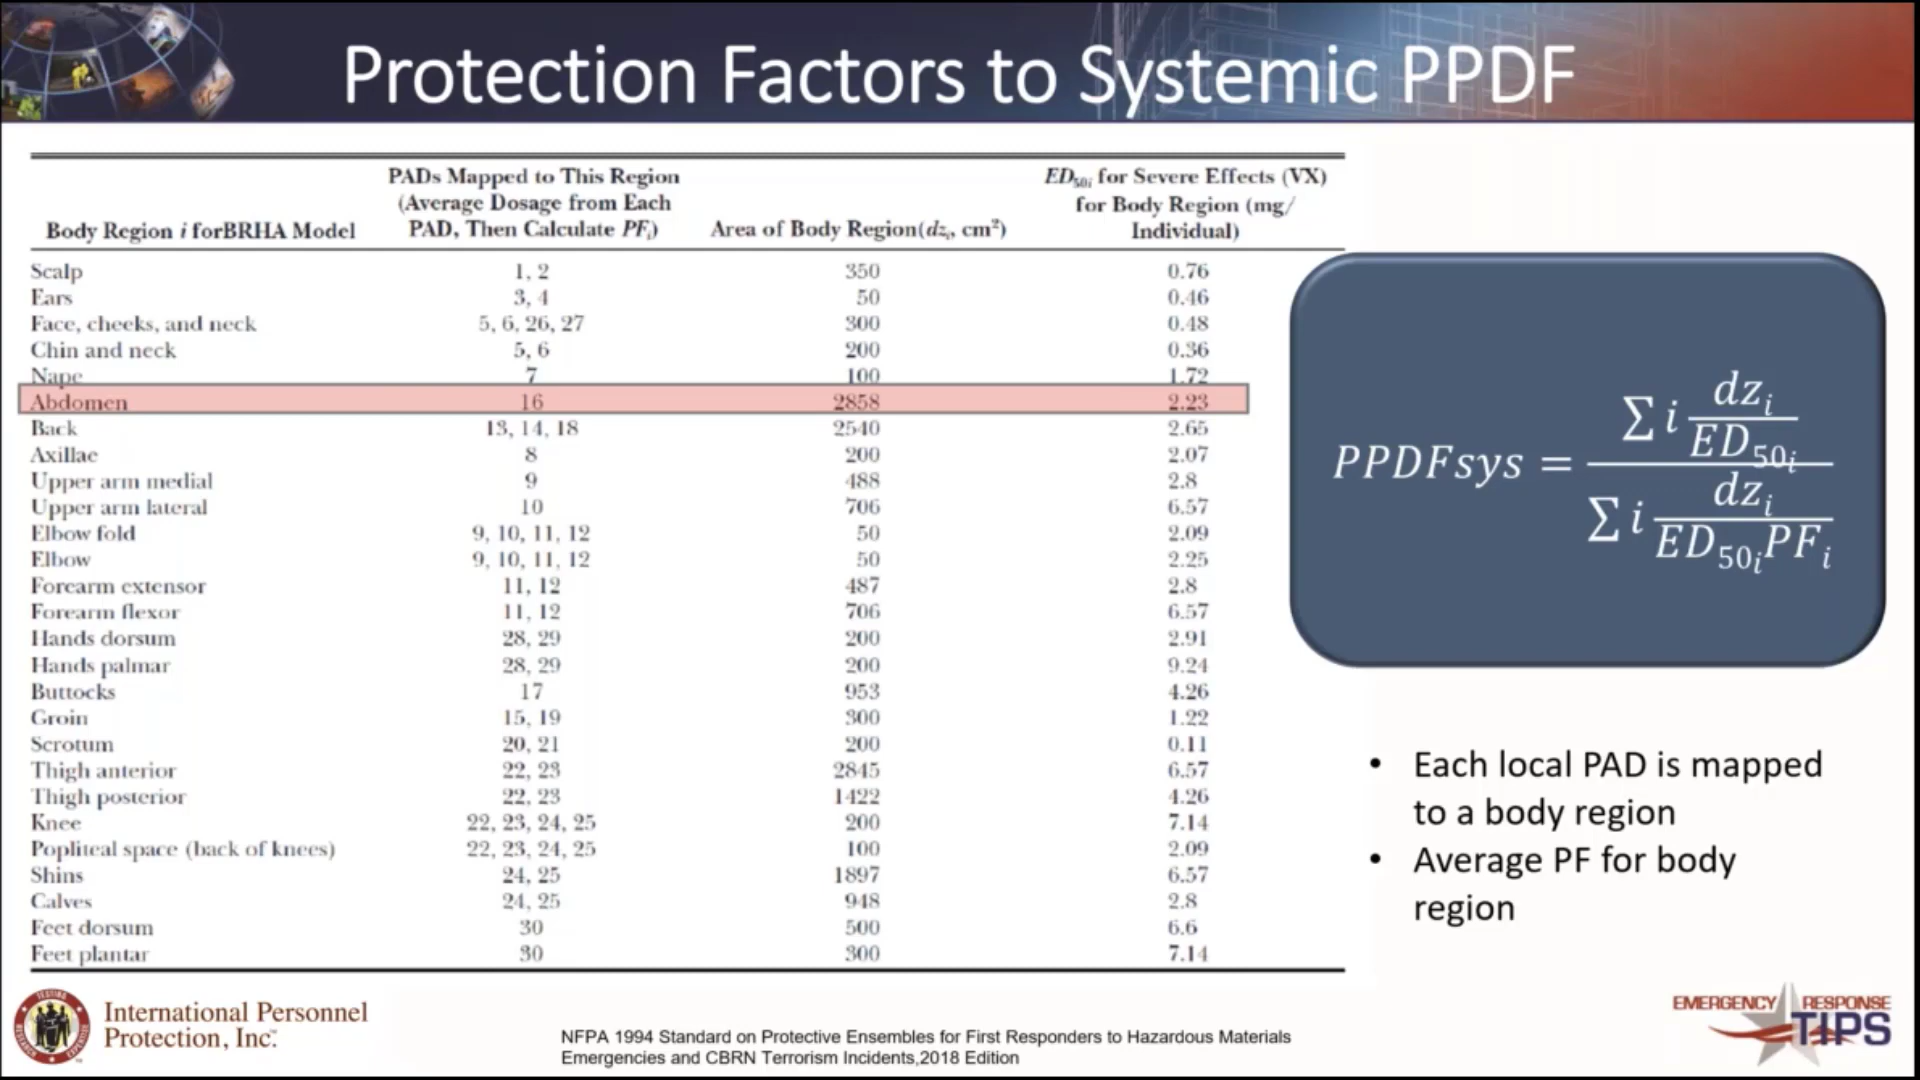 Protection Factors to Systemic PPDF
PADs Mapped to This Region
(Average Dosage from Each
PAD, Then Calculate PFᵢ)
ED₅₀ᵢ for Severe Effects (VX)
for Body Region (mg/
Individual)
Body Region i forBRHA Model
Area of Body Region(dzᵢ, cm²)
Scalp 1, 2 350 0.76
Ears 3, 4 50 0.46
Face, cheeks, and neck 5, 6, 26, 27 300 0.48
Chin and neck 5, 6 200 0.36
Nape 7 100 1.72
Abdomen 16 2858 2.23
Back 13, 14, 18 2540 2.65
Axillae 8 200 2.07
Upper arm medial 9 488 2.8
Upper arm lateral 10 706 6.57
Elbow fold 9, 10, 11, 12 50 2.09
Elbow 9, 10, 11, 12 50 2.25
Forearm extensor 11, 12 487 2.8
Forearm flexor 11, 12 706 6.57
Hands dorsum 28, 29 200 2.91
Hands palmar 28, 29 200 9.24
Buttocks 17 953 4.26
Groin 15, 19 300 1.22
Scrotum 20, 21 200 0.11
Thigh anterior 22, 23 2845 6.57
Thigh posterior 22, 23 1422 4.26
Knee 22, 23, 24, 25 200 7.14
Popliteal space (back of knees) 22, 23, 24, 25 100 2.09
Shins 24, 25 1897 6.57
Calves 24, 25 948 2.8
Feet dorsum 30 500 6.6
Feet plantar 30 300 7.14
dzᵢ
∑ i
ED₅₀ᵢ
PPDFsys =
dzᵢ
∑ i
ED₅₀ᵢPFᵢ
• Each local PAD is mapped
to a body region
• Average PF for body
region
International Personnel
Protection, Inc.
NFPA 1994 Standard on Protective Ensembles for First Responders to Hazardous Materials
Emergencies and CBRN Terrorism Incidents,2018 Edition
EMERGENCY RESPONSE
TIPS